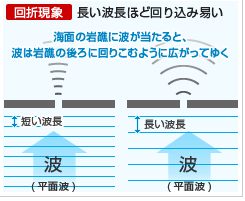 回折現象 長い波長ほど回り込み易い
海面の岩礁に波が当たると、
波は岩礁の後ろに回りこむように広がってゆく
短い波長
長い波長
波
(平面波)
波
(平面波)